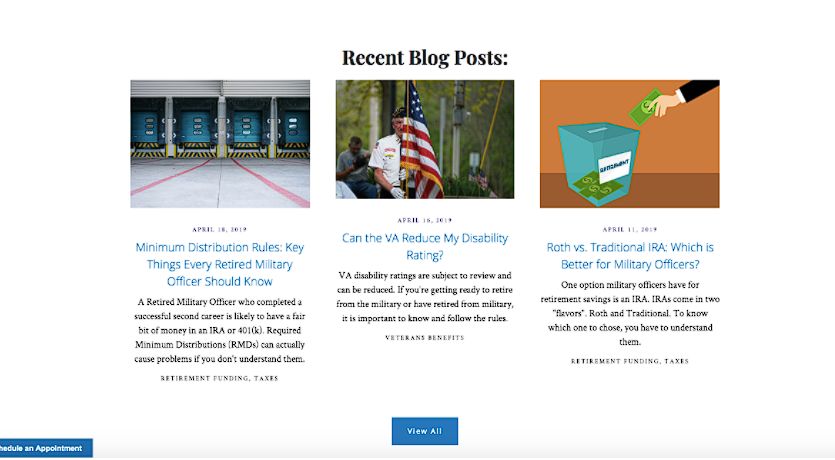 Recent Blog Posts:
RETIREMENT
APRIL 18, 2019
Minimum Distribution Rules: Key
Things Every Retired Military
Officer Should Know
A Retired Military Officer who completed a
successful second career is likely to have a fair
bit of money in an IRA or 401(k). Required
Minimum Distributions (RMDs) can actually
cause problems if you don't understand them.
RETIREMENT FUNDING, TAXES
APRIL 16, 2019
Can the VA Reduce My Disability
Rating?
VA disability ratings are subject to review and
can be reduced. If you're getting ready to retire
from the military or have retired from military,
it is important to know and follow the rules.
VETERANS BENEFITS
APRIL 11, 2019
Roth vs. Traditional IRA: Which is
Better for Military Officers?
One option military officers have for
retirement savings is an IRA. IRAs come in two
"flavors". Roth and Traditional. To know
which one to chose, you have to understand
them.
RETIREMENT FUNDING, TAXES
View All
hedule an Appointment